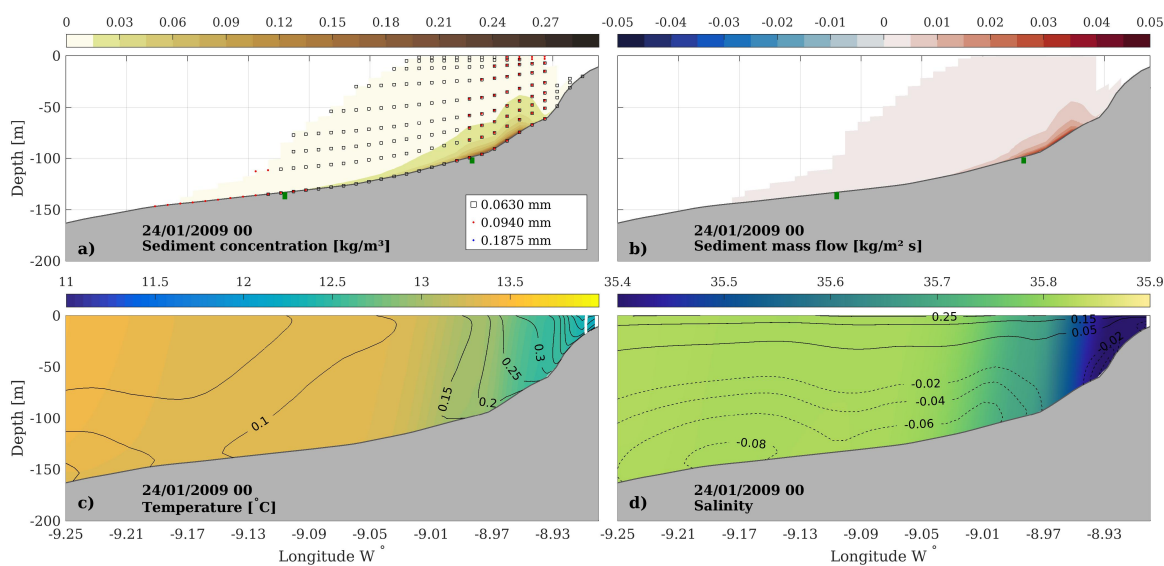 0 0.03 0.06 0.09 0.12 0.15 0.18 0.21 0.24 0.27
-0.05 -0.04 -0.03 -0.02 -0.01 0 0.01 0.02 0.03 0.04 0.05
0
-50
-100
-150
-200
Depth [m]
0.0630 mm
0.0940 mm
0.1875 mm
a)
24/01/2009 00
Sediment concentration [kg/m³]
0
-50
-100
-150
-200
b)
24/01/2009 00
Sediment mass flow [kg/m² s]
11 11.5 12 12.5 13 13.5
35.4 35.5 35.6 35.7 35.8 35.9
0
-50
-100
-150
-200
Depth [m]
0.1
0.15
0.2
0.25
0.3
c)
24/01/2009 00
Temperature [°C]
-9.25 -9.21 -9.17 -9.13 -9.09 -9.05 -9.01 -8.97 -8.93
Longitude W °
0
-50
-100
-150
-200
0.25
0.15
0.05
-0.02
-0.02
-0.04
-0.06
-0.08
d)
24/01/2009 00
Salinity
-9.25 -9.21 -9.17 -9.13 -9.09 -9.05 -9.01 -8.97 -8.93
Longitude W °